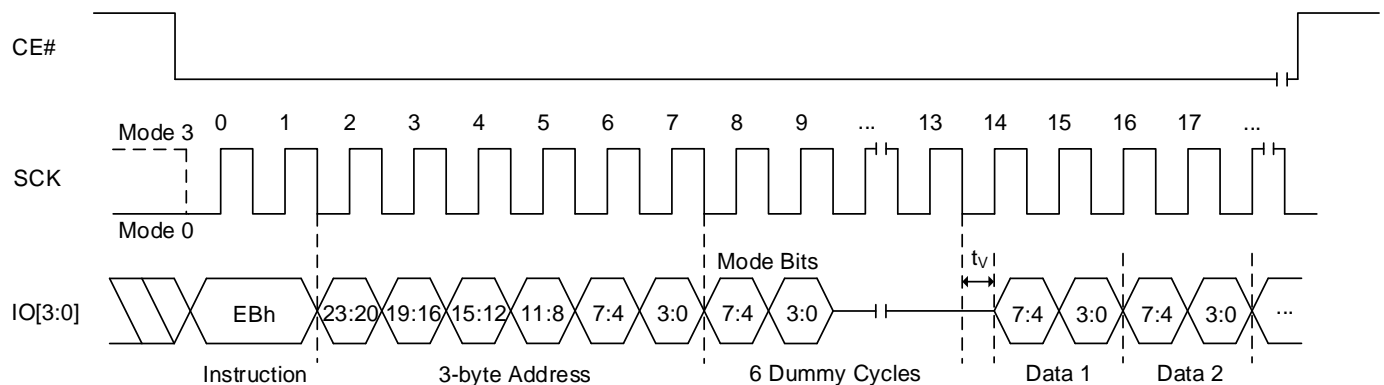 CE#
0 1 2 3 4 5 6 7 8 9 ... 13 14 15 16 17 ...
Mode 3
SCK
Mode 0
Mode Bits
tV
IO[3:0]
EBh 23:20 19:16 15:12 11:8 7:4 3:0 7:4 3:0 7:4 3:0 7:4 3:0 ...
Instruction 3-byte Address 6 Dummy Cycles Data 1 Data 2